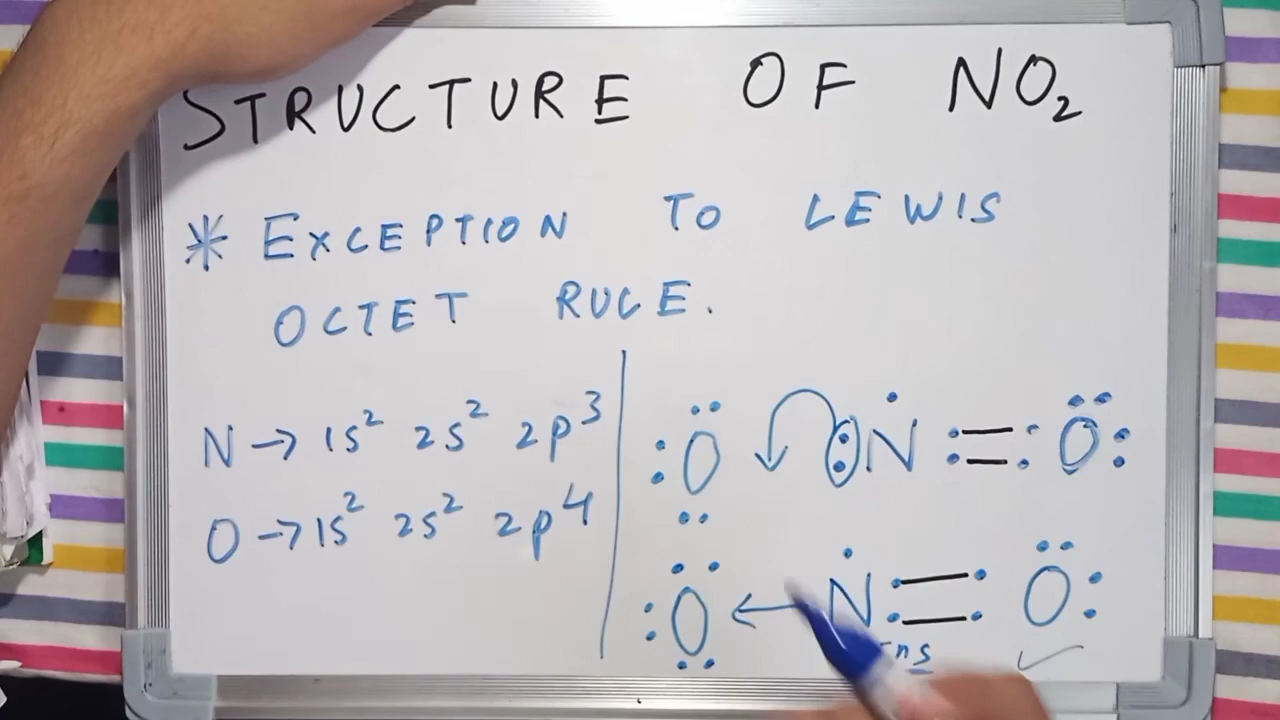 STRUCTURE OF NO₂
* EXCEPTION TO LEWIS
OCTET RULE.
N → 1s² 2s² 2p³
O → 1s² 2s² 2p⁴
:Ö: ↷ :Ṅ::=::Ö:
:Ö: ← Ṅ:=:Ö: